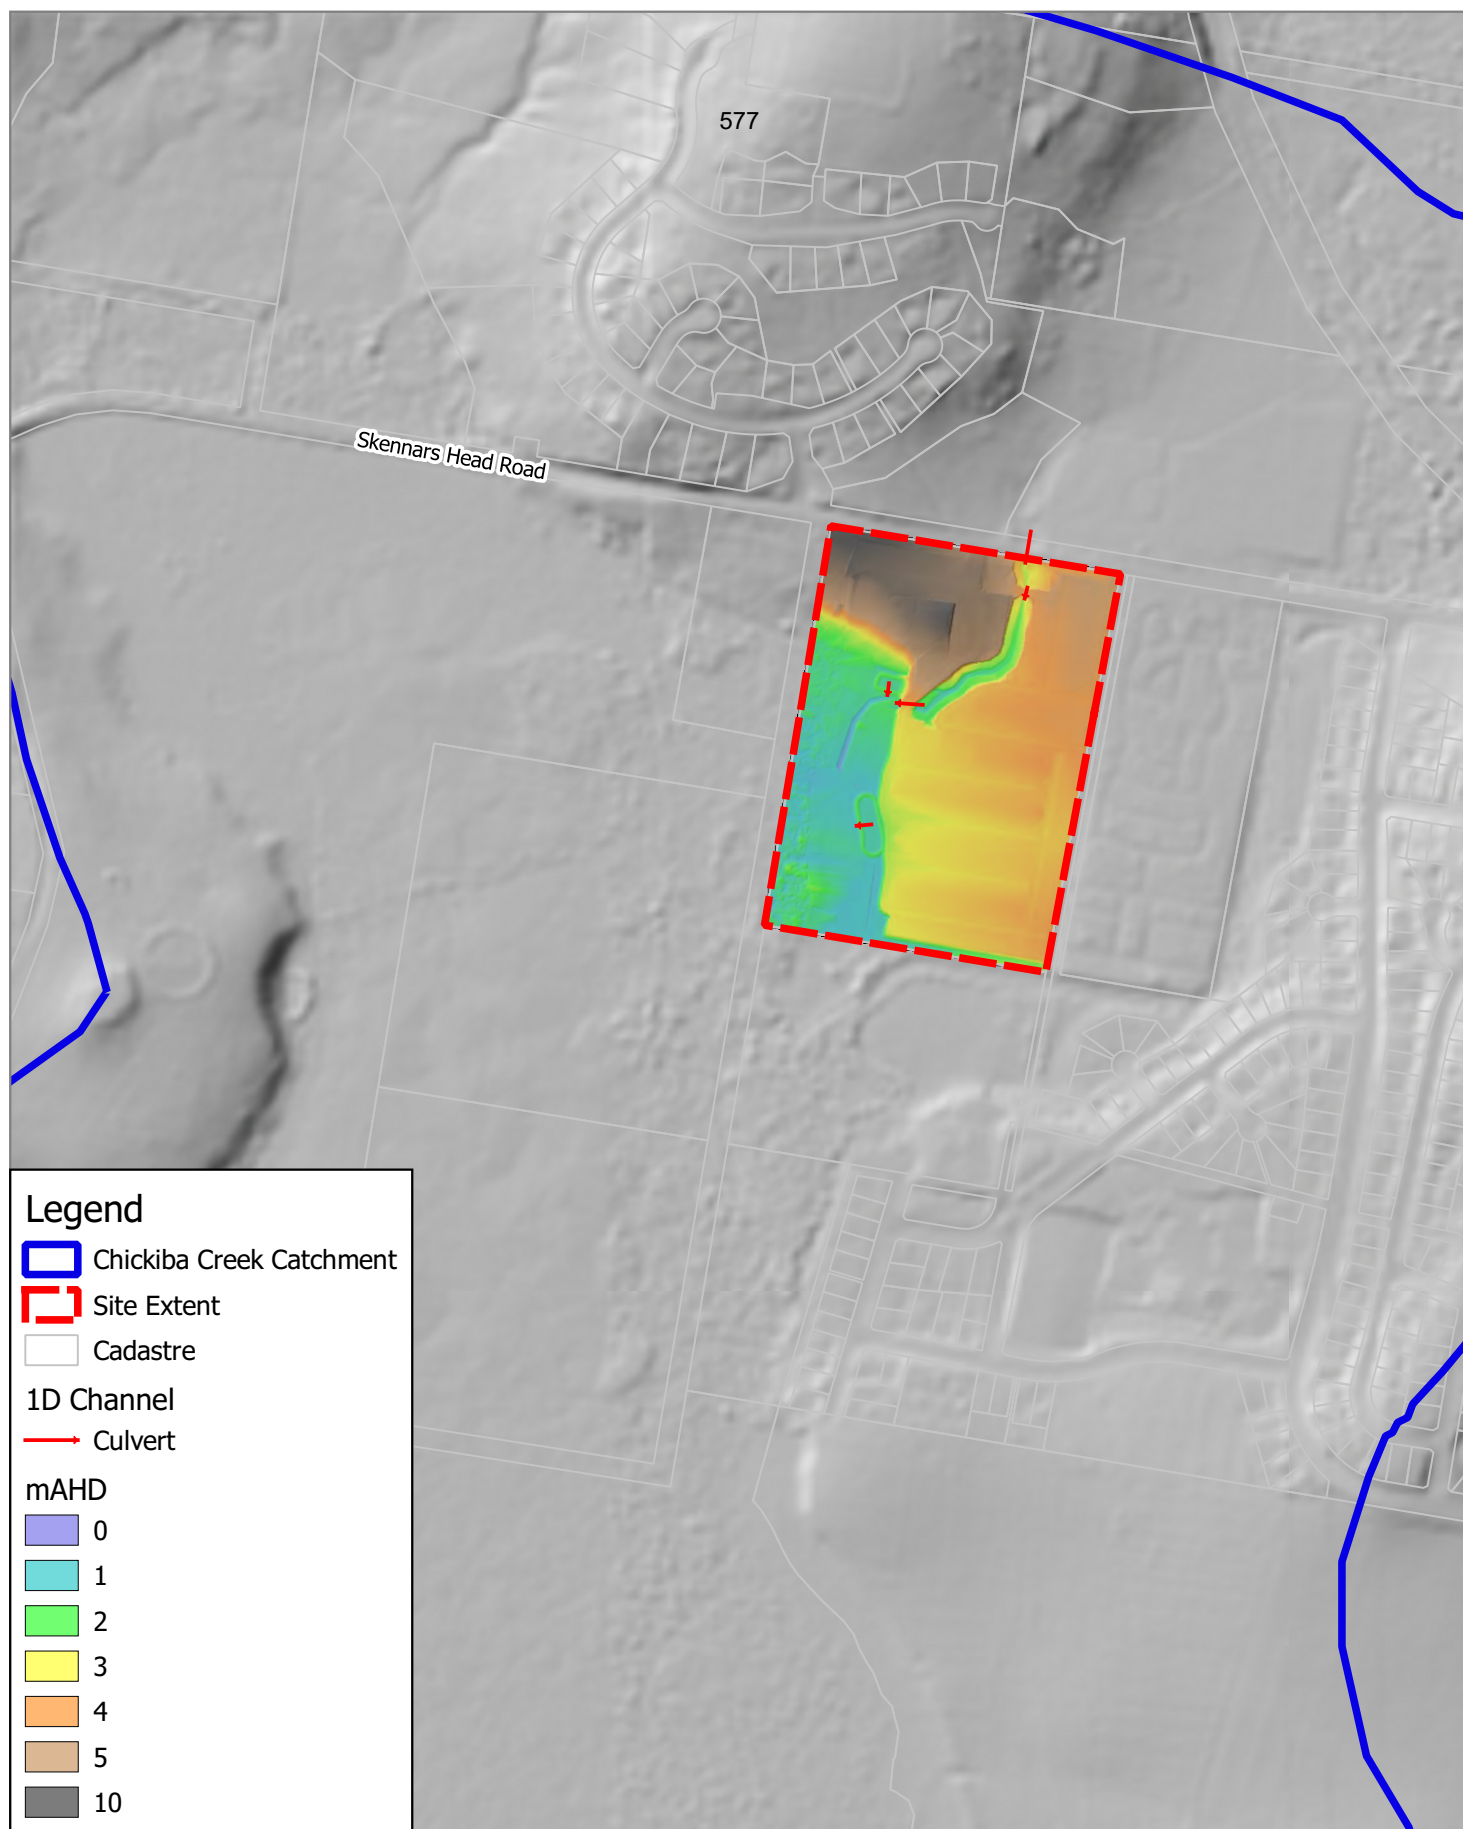 577
Skennars Head Road
Legend
Chickiba Creek Catchment
Site Extent
Cadastre
1D Channel
Culvert
mAHD
0
1
2
3
4
5
10